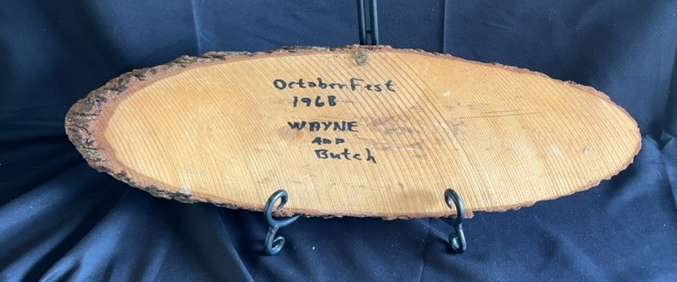 OctoberFest
1968
WAYNE
AND
Butch